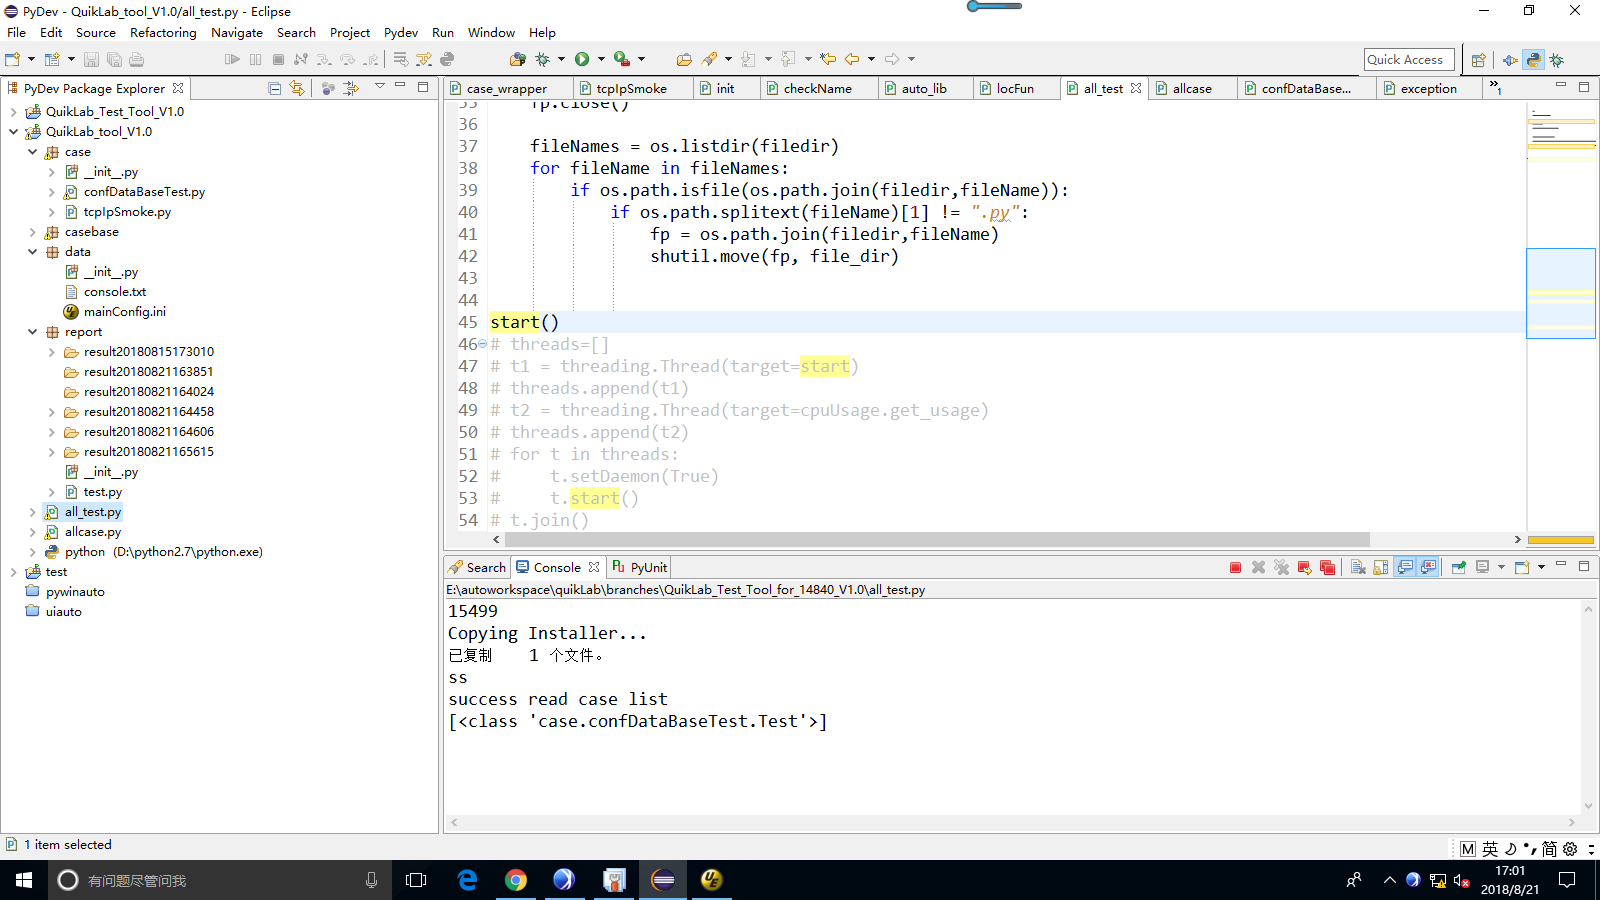 PyDev - QuikLab_tool_V1.0/all_test.py - Eclipse
File Edit Source Refactoring Navigate Search Project Pydev Run Window Help
Quick Access
PyDev Package Explorer
QuikLab_Test_Tool_V1.0
QuikLab_tool_V1.0
case
__init__.py
confDataBaseTest.py
tcpIpSmoke.py
casebase
data
__init__.py
console.txt
mainConfig.ini
report
result20180815173010
result20180821163851
result20180821164024
result20180821164458
result20180821164606
result20180821165615
__init__.py
test.py
all_test.py
allcase.py
python (D:\python2.7\python.exe)
test
pywinauto
uiauto
case_wrapper tcpIpSmoke init checkName auto_lib locFun all_test allcase confDataBase... exception »1
35 fp.close()
36
37 fileNames = os.listdir(filedir)
38 for fileName in fileNames:
39 if os.path.isfile(os.path.join(filedir,fileName)):
40 if os.path.splitext(fileName)[1] != ".py":
41 fp = os.path.join(filedir,fileName)
42 shutil.move(fp, file_dir)
43
44
45 start()
46 # threads=[]
47 # t1 = threading.Thread(target=start)
48 # threads.append(t1)
49 # t2 = threading.Thread(target=cpuUsage.get_usage)
50 # threads.append(t2)
51 # for t in threads:
52 # t.setDaemon(True)
53 # t.start()
54 # t.join()
Search Console PyUnit
E:\autoworkspace\quikLab\branches\QuikLab_Test_Tool_for_14840_V1.0\all_test.py
15499
Copying Installer...
已复制 1 个文件。
ss
success read case list
[<class 'case.confDataBaseTest.Test'>]
1 item selected
M 英 简
有问题尽管问我
17:01
2018/8/21